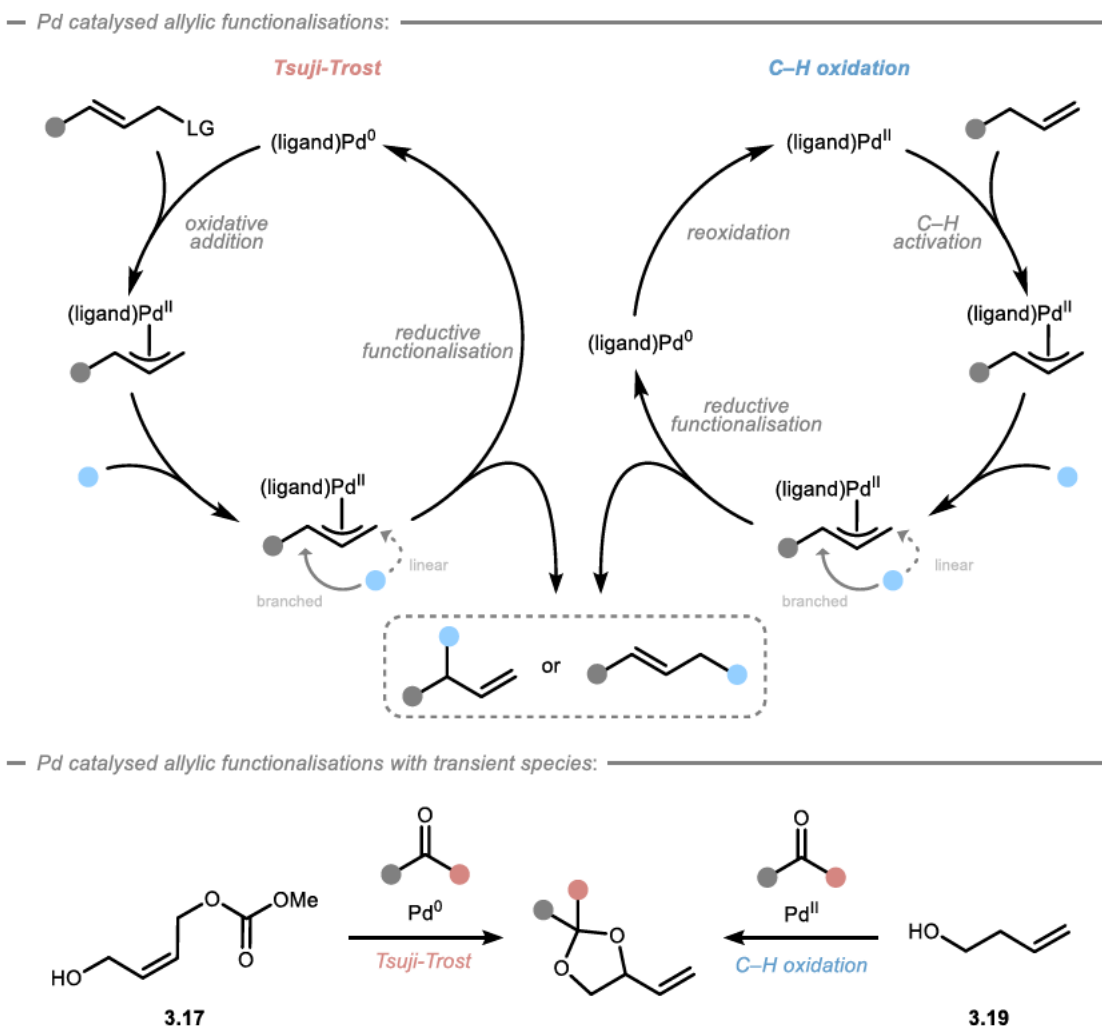 Pd catalysed allylic functionalisations:
Tsuji-Trost
C–H oxidation
LG
(ligand)Pd⁰
(ligand)Pdᴵᴵ
oxidative
addition
reoxidation
C–H
activation
(ligand)Pdᴵᴵ
(ligand)Pdᴵᴵ
reductive
functionalisation
(ligand)Pd⁰
reductive
functionalisation
(ligand)Pdᴵᴵ
(ligand)Pdᴵᴵ
linear
branched
linear
branched
or
Pd catalysed allylic functionalisations with transient species:
O
O
O
OMe
O
HO
Pd⁰
Tsuji-Trost
O
O
Pdᴵᴵ
C–H oxidation
HO
3.17
3.19